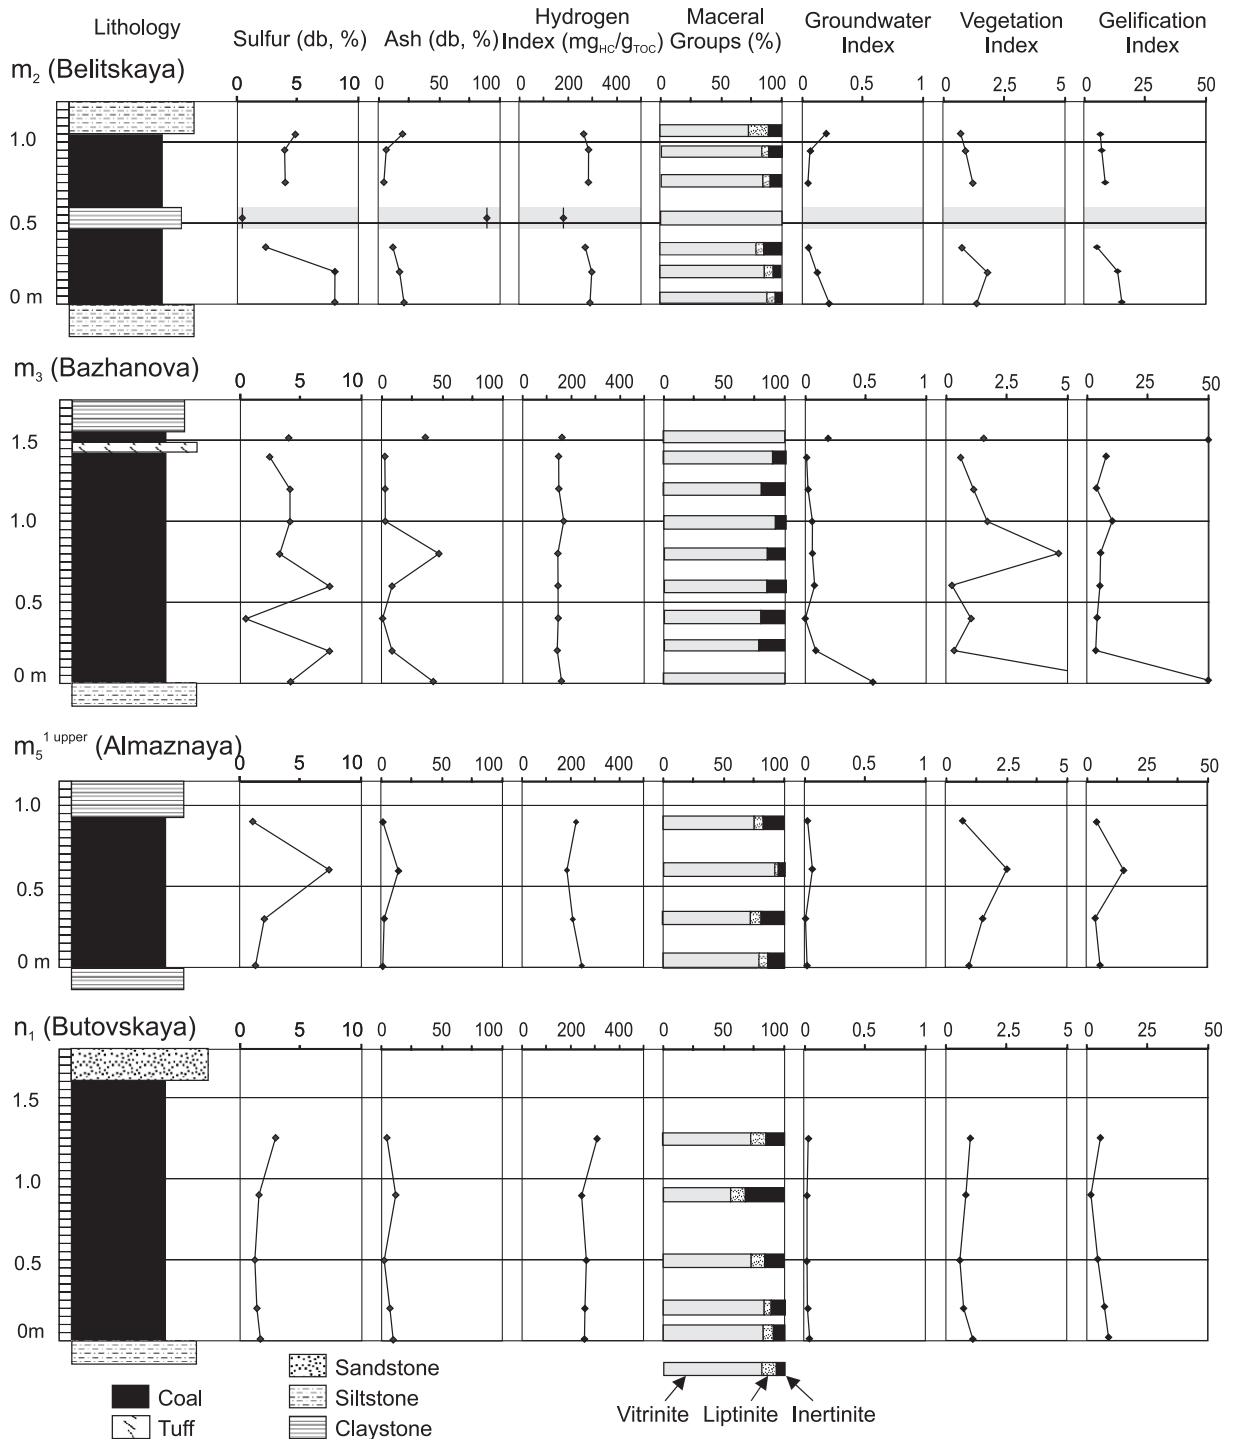 Lithology
Sulfur (db, %)
Ash (db, %)
Hydrogen
Index (mgHC/gTOC)
Maceral
Groups (%)
Groundwater
Index
Vegetation
Index
Gelification
Index
m2 (Belitskaya)
0 5 10 0 50 100 0 200 400 0 50 100 0 0.5 1 0 2.5 5 0 25 50
1.0
0.5
0 m
m3 (Bazhanova)
0 5 10 0 50 100 0 200 400 0 50 100 0 0.5 1 0 2.5 5 0 25 50
1.5
1.0
0.5
0 m
m5 1 upper (Almaznaya)
0 5 10 0 50 100 0 200 400 0 50 100 0 0.5 1 0 2.5 5 0 25 50
1.0
0.5
0 m
n1 (Butovskaya)
0 5 10 0 50 100 0 200 400 0 50 100 0 0.5 1 0 2.5 5 0 25 50
1.5
1.0
0.5
0m
Coal
Tuff
Sandstone
Siltstone
Claystone
Vitrinite Liptinite Inertinite